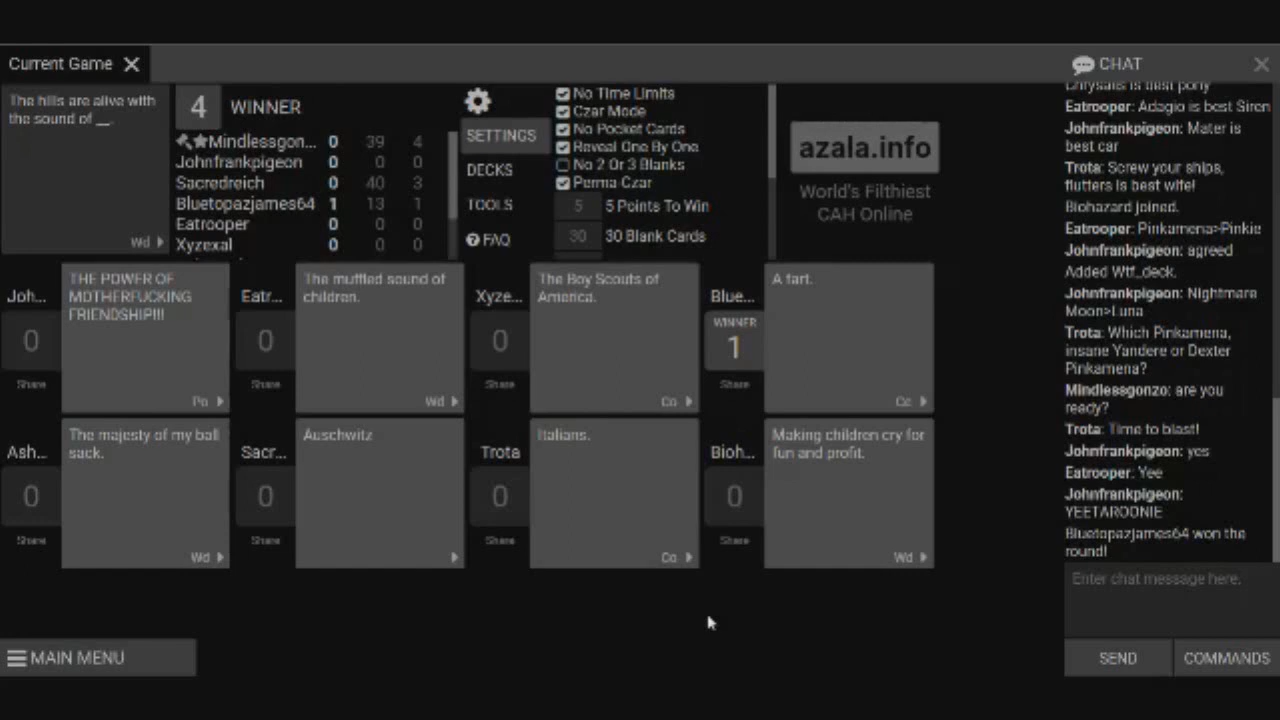 Current Game
The hills are alive with
the sound of __.
Wd
4 WINNER
Mindlessgon... 0 39 4
Johnfrankpigeon 0 0 0
Sacredreich 0 40 3
Bluetopazjames64 1 13 1
Eatrooper 0 0 0
Xyzexal 0 0 0
SETTINGS
DECKS
TOOLS
FAQ
No Time Limits
Czar Mode
No Pocket Cards
Reveal One By One
No 2 Or 3 Blanks
Perma Czar
5 5 Points To Win
30 30 Blank Cards
azala.info
World's Filthiest
CAH Online
Joh...
0
Share
THE POWER OF
MOTHERFUCKING
FRIENDSHIP!!!
Po
Eatr...
0
Share
The muffled sound of
children.
Wd
Xyze...
0
Share
The Boy Scouts of
America.
Co
Blue...
WINNER
1
Share
A fart.
Cc
Ash...
0
Share
The majesty of my ball
sack.
Wd
Sacr...
0
Share
Auschwitz
Trota
0
Share
Italians.
Co
Bioh...
0
Share
Making children cry for
fun and profit.
Wd
MAIN MENU
CHAT
Chrysalis is best pony
Eatrooper: Adagio is best Siren
Johnfrankpigeon: Mater is
best car
Trota: Screw your ships,
flutters is best wife!
Biohazard joined.
Eatrooper: Pinkamena>Pinkie
Johnfrankpigeon: agreed
Added Wtf_deck.
Johnfrankpigeon: Nightmare
Moon>Luna
Trota: Which Pinkamena,
insane Yandere or Dexter
Pinkamena?
Mindlessgonzo: are you
ready?
Trota: Time to blast!
Johnfrankpigeon: yes
Eatrooper: Yee
Johnfrankpigeon:
YEETAROONIE
Bluetopazjames64 won the
round!
Enter chat message here.
SEND
COMMANDS